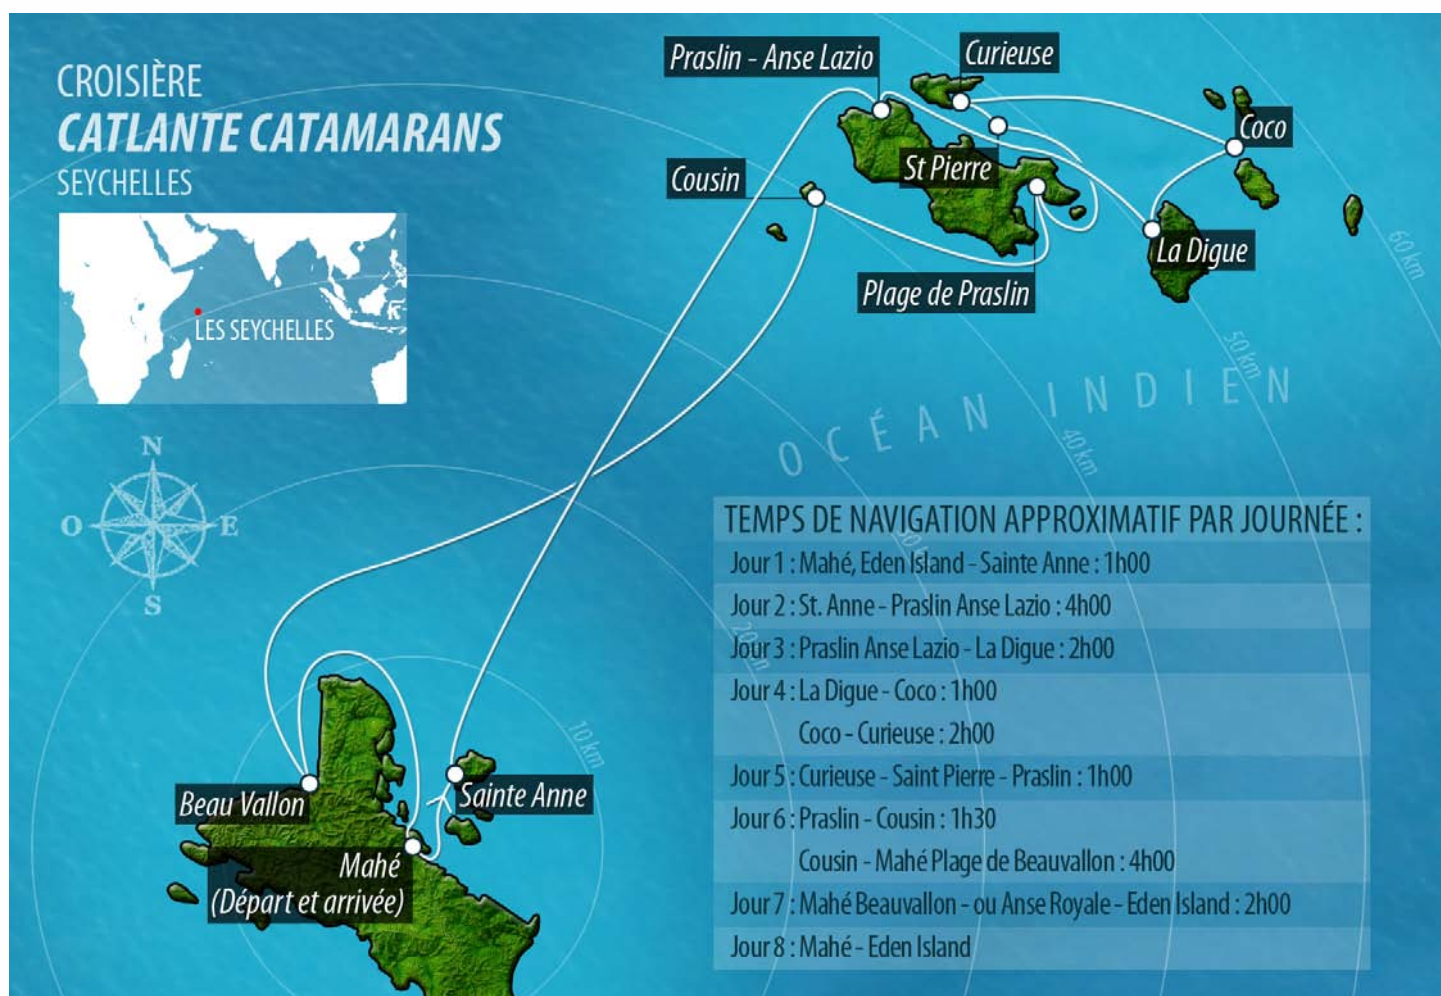 CROISIÈRE
CATLANTE CATAMARANS
SEYCHELLES
LES SEYCHELLES
N
O
E
S
Praslin - Anse Lazio
Curieuse
Coco
St Pierre
Cousin
La Digue
Plage de Praslin
60 km
50 km
40 km
10 km
OCÉAN INDIEN
Beau Vallon
Sainte Anne
Mahé
(Départ et arrivée)
TEMPS DE NAVIGATION APPROXIMATIF PAR JOURNÉE :
Jour 1 : Mahé, Eden Island - Sainte Anne : 1h00
Jour 2 : St. Anne - Praslin Anse Lazio : 4h00
Jour 3 : Praslin Anse Lazio - La Digue : 2h00
Jour 4 : La Digue - Coco : 1h00
Coco - Curieuse : 2h00
Jour 5 : Curieuse - Saint Pierre - Praslin : 1h00
Jour 6 : Praslin - Cousin : 1h30
Cousin - Mahé Plage de Beauvallon : 4h00
Jour 7 : Mahé Beauvallon - ou Anse Royale - Eden Island : 2h00
Jour 8 : Mahé - Eden Island